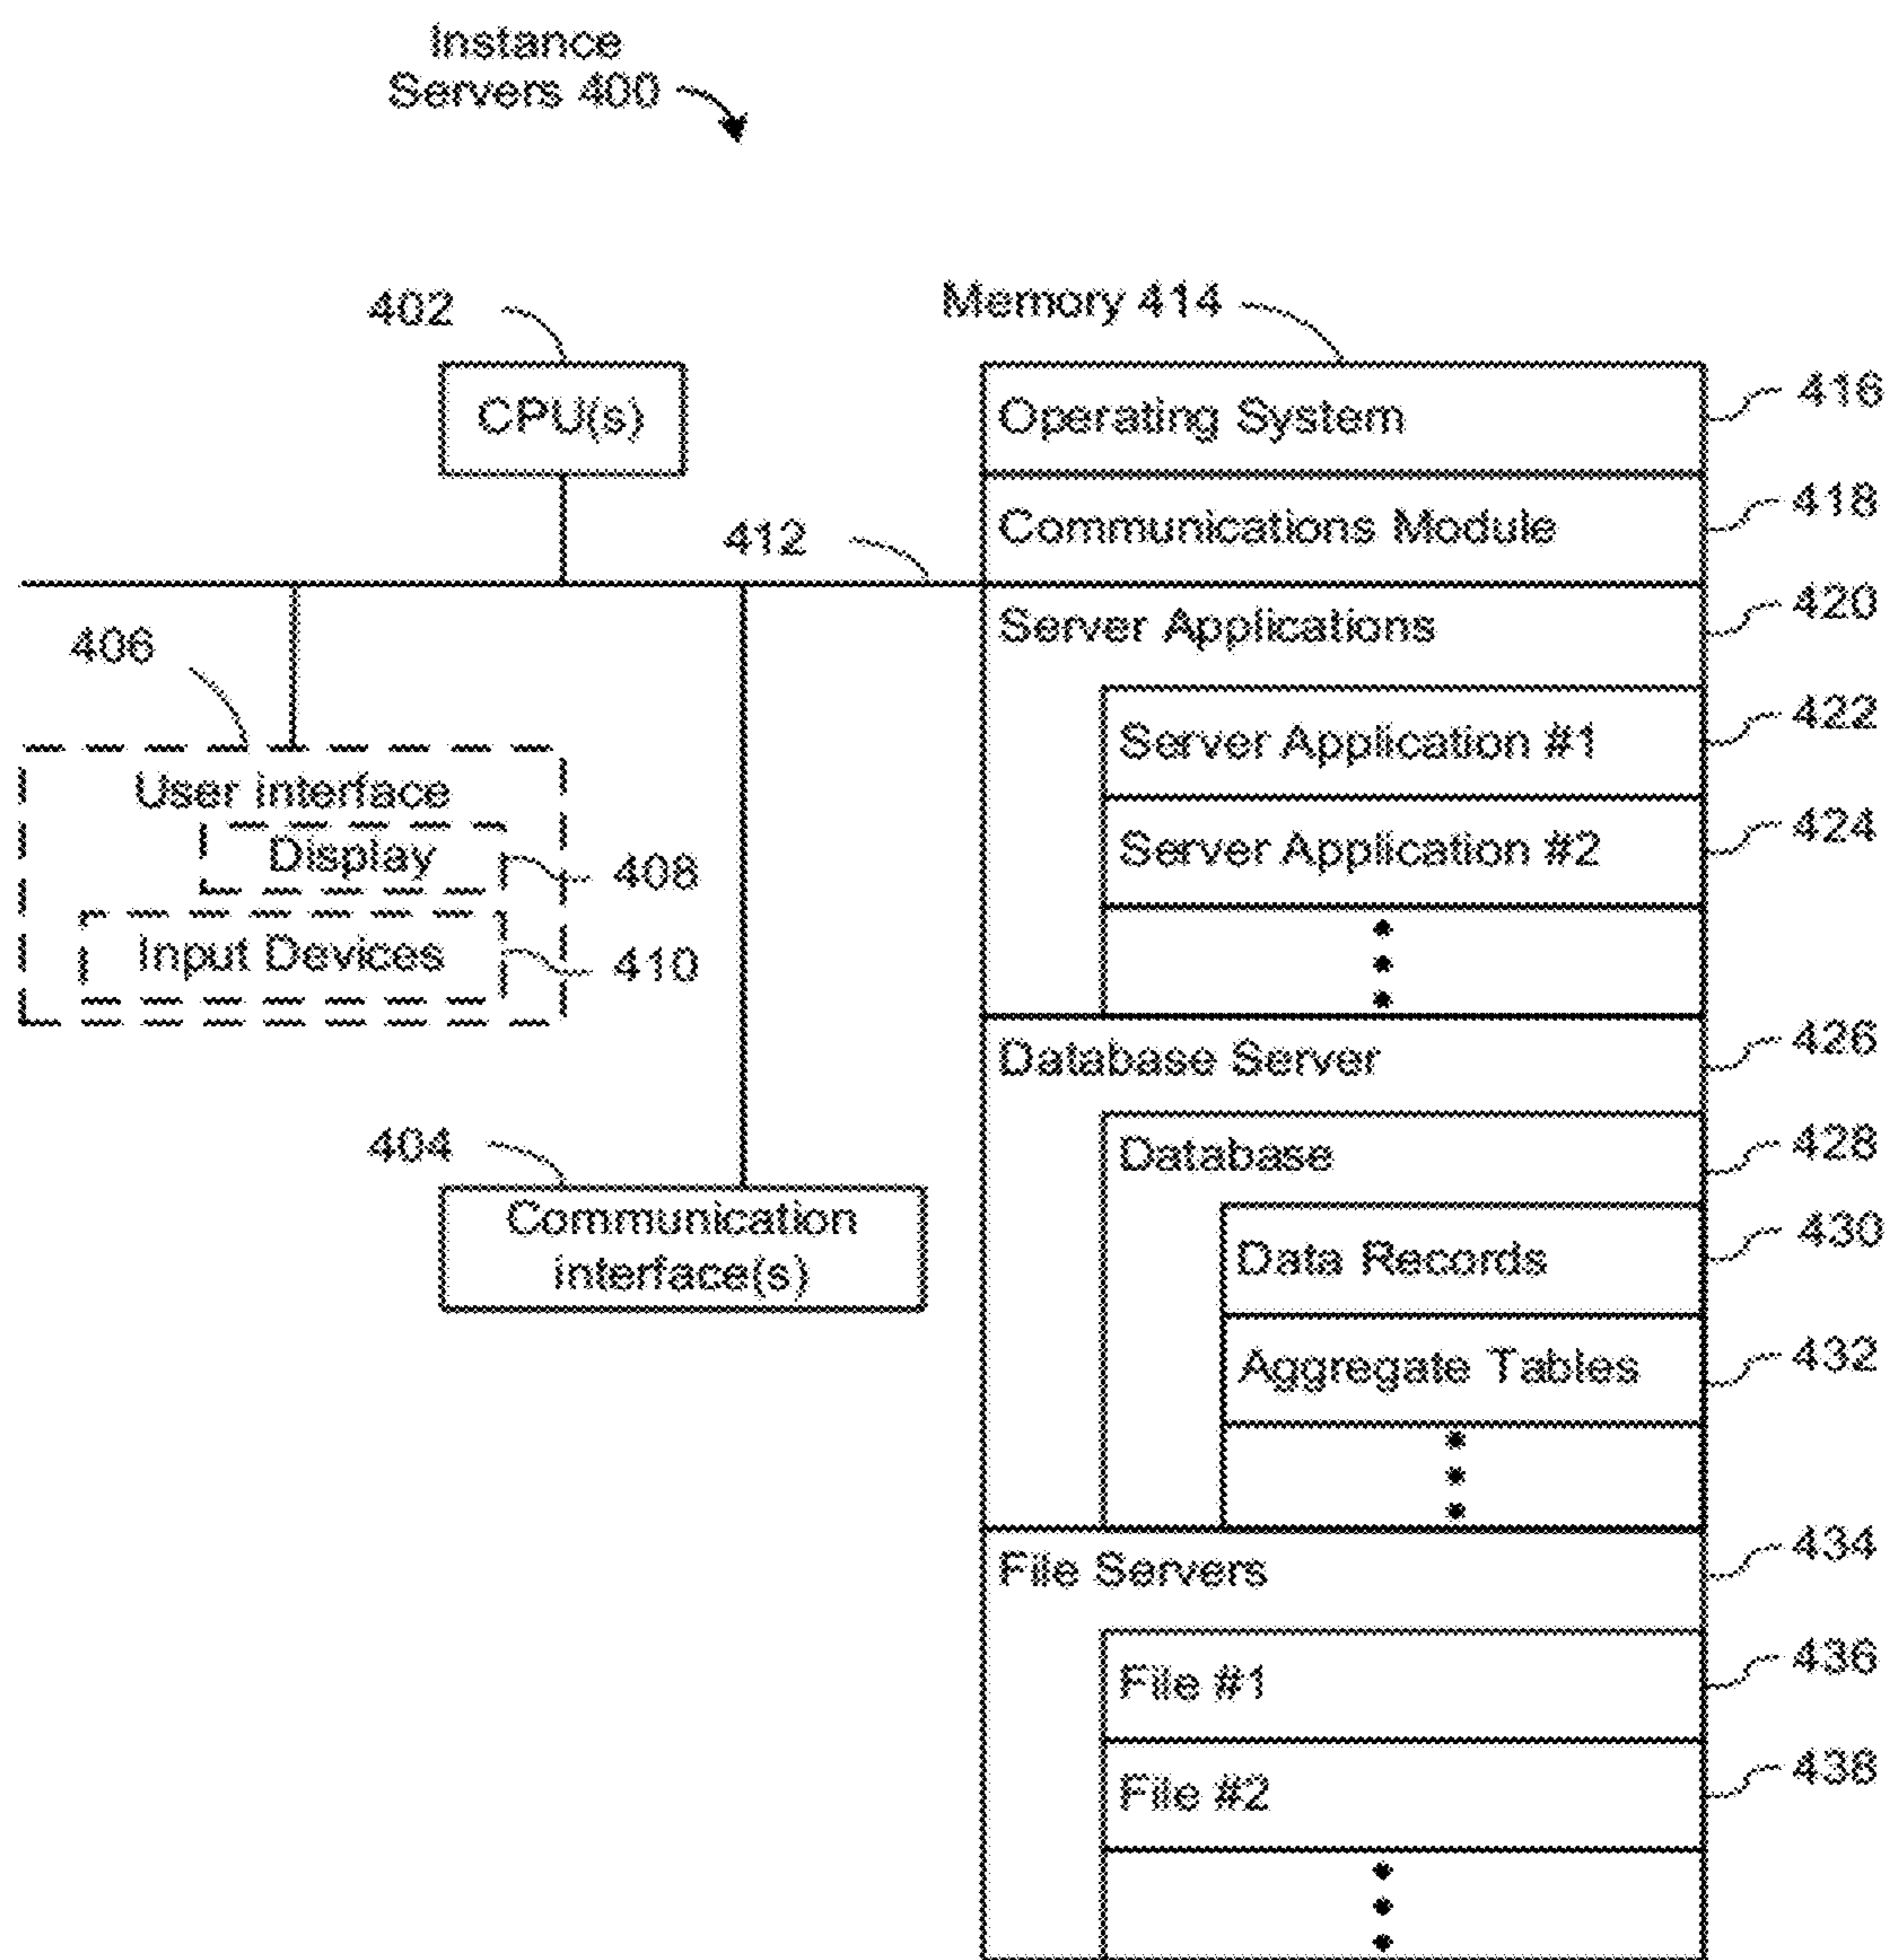 Instance
Servers 400
402
CPU(s)
412
406
User interface
Display
408
Input Devices
410
404
Communication
interface(s)
Memory 414
Operating System
416
Communications Module
418
Server Applications
420
Server Application #1
422
Server Application #2
424
Database Server
426
Database
428
Data Records
430
Aggregate Tables
432
File Servers
434
File #1
436
File #2
438